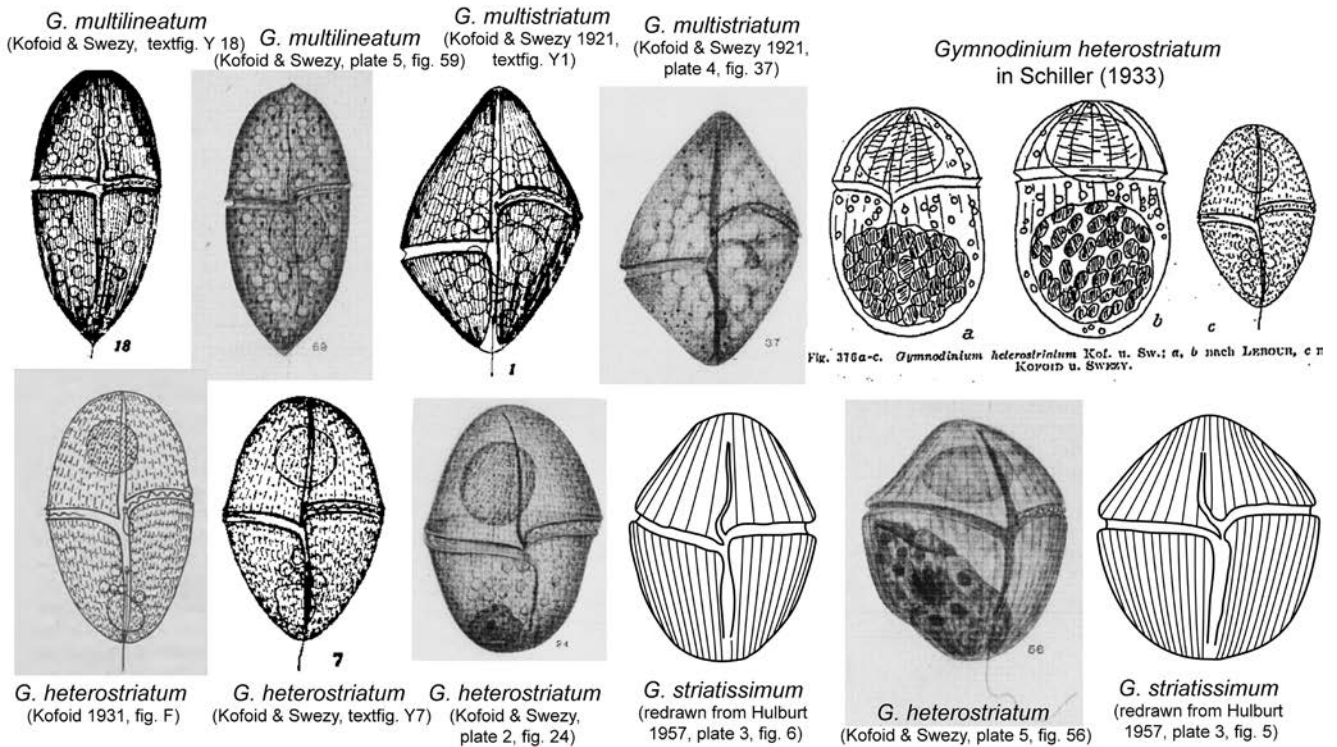 G. multilineatum
(Kofoid & Swezy, textfig. Y 18)
G. multilineatum
(Kofoid & Swezy, plate 5, fig. 59)
G. multistriatum
(Kofoid & Swezy 1921,
textfig. Y1)
G. multistriatum
(Kofoid & Swezy 1921,
plate 4, fig. 37)
Gymnodinium heterostriatum
in Schiller (1933)
18
59
1
37
a
b
c
Fig. 376a-c. Gymnodinium heterostriatum Kof. u. Sw.; a, b nach LEBOUR, c n
KOFOID u. SWEZY.
7
24
56
G. heterostriatum
(Kofoid 1931, fig. F)
G. heterostriatum
(Kofoid & Swezy, textfig. Y7)
G. heterostriatum
(Kofoid & Swezy,
plate 2, fig. 24)
G. striatissimum
(redrawn from Hulburt
1957, plate 3, fig. 6)
G. heterostriatum
(Kofoid & Swezy, plate 5, fig. 56)
G. striatissimum
(redrawn from Hulburt
1957, plate 3, fig. 5)